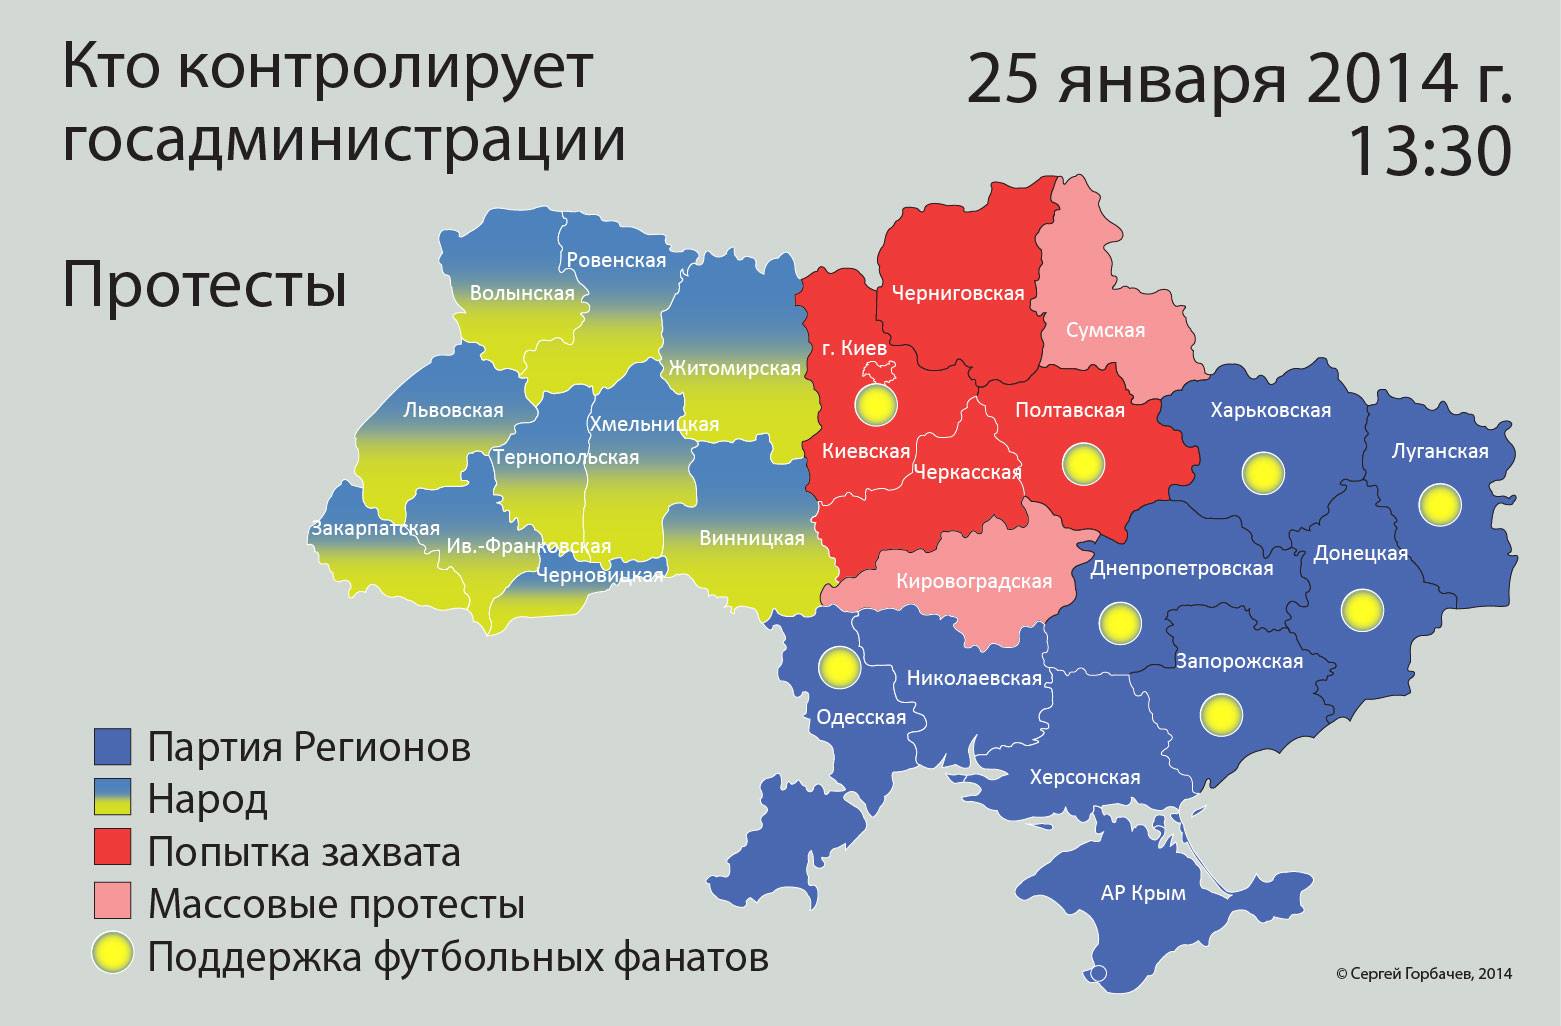 Кто контролирует
госадминистрации
25 января 2014 г.
13:30
Протесты
Ровенская
Волынская
Черниговская
Сумская
г. Киев
Житомирская
Львовская
Хмельницкая
Полтавская
Харьковская
Тернопольская
Киевская
Черкасская
Луганская
Закарпатская
Ив.-Франковская
Винницкая
Черновицкая
Кировоградская
Днепропетровская
Донецкая
Запорожская
Николаевская
Одесская
Херсонская
АР Крым
Партия Регионов
Народ
Попытка захвата
Массовые протесты
Поддержка футбольных фанатов
© Сергей Горбачев, 2014